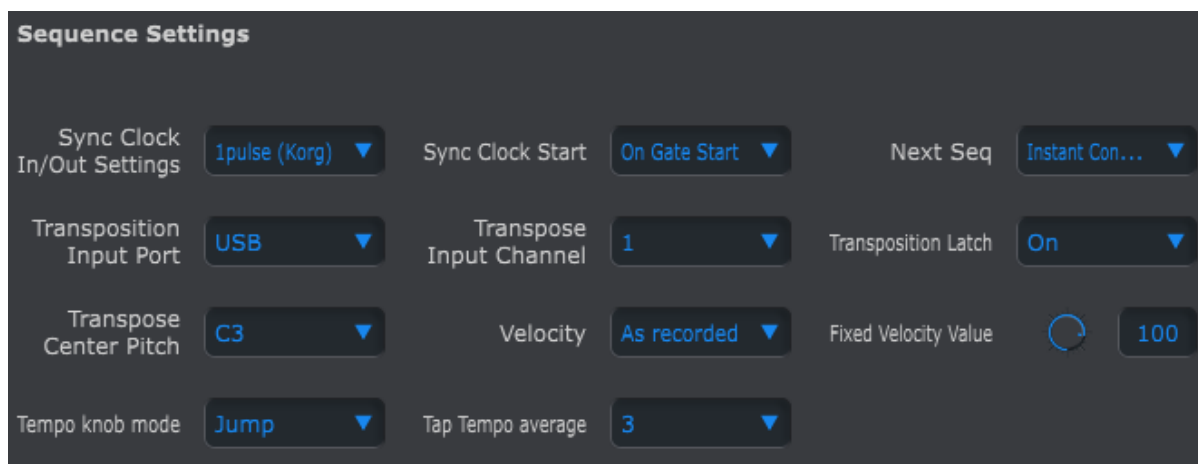 Sequence Settings
Sync Clock
In/Out Settings
1pulse (Korg)
Sync Clock Start
On Gate Start
Next Seq
Instant Con...
Transposition
Input Port
USB
Transpose
Input Channel
1
Transposition Latch
On
Transpose
Center Pitch
C3
Velocity
As recorded
Fixed Velocity Value
100
Tempo knob mode
Jump
Tap Tempo average
3